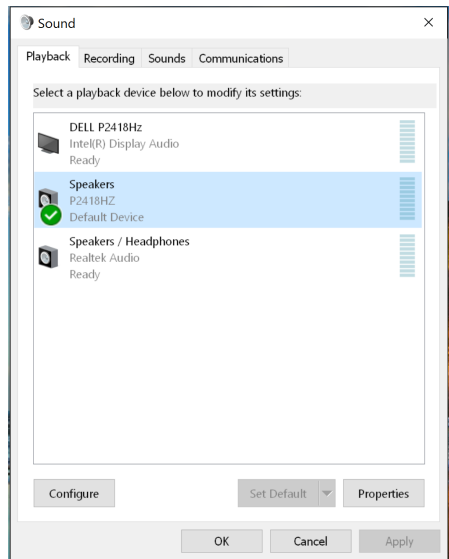 Sound
Playback Recording Sounds Communications
Select a playback device below to modify its settings:
DELL P2418Hz
Intel(R) Display Audio
Ready
Speakers
P2418HZ
Default Device
Speakers / Headphones
Realtek Audio
Ready
Configure Set Default Properties
OK Cancel Apply